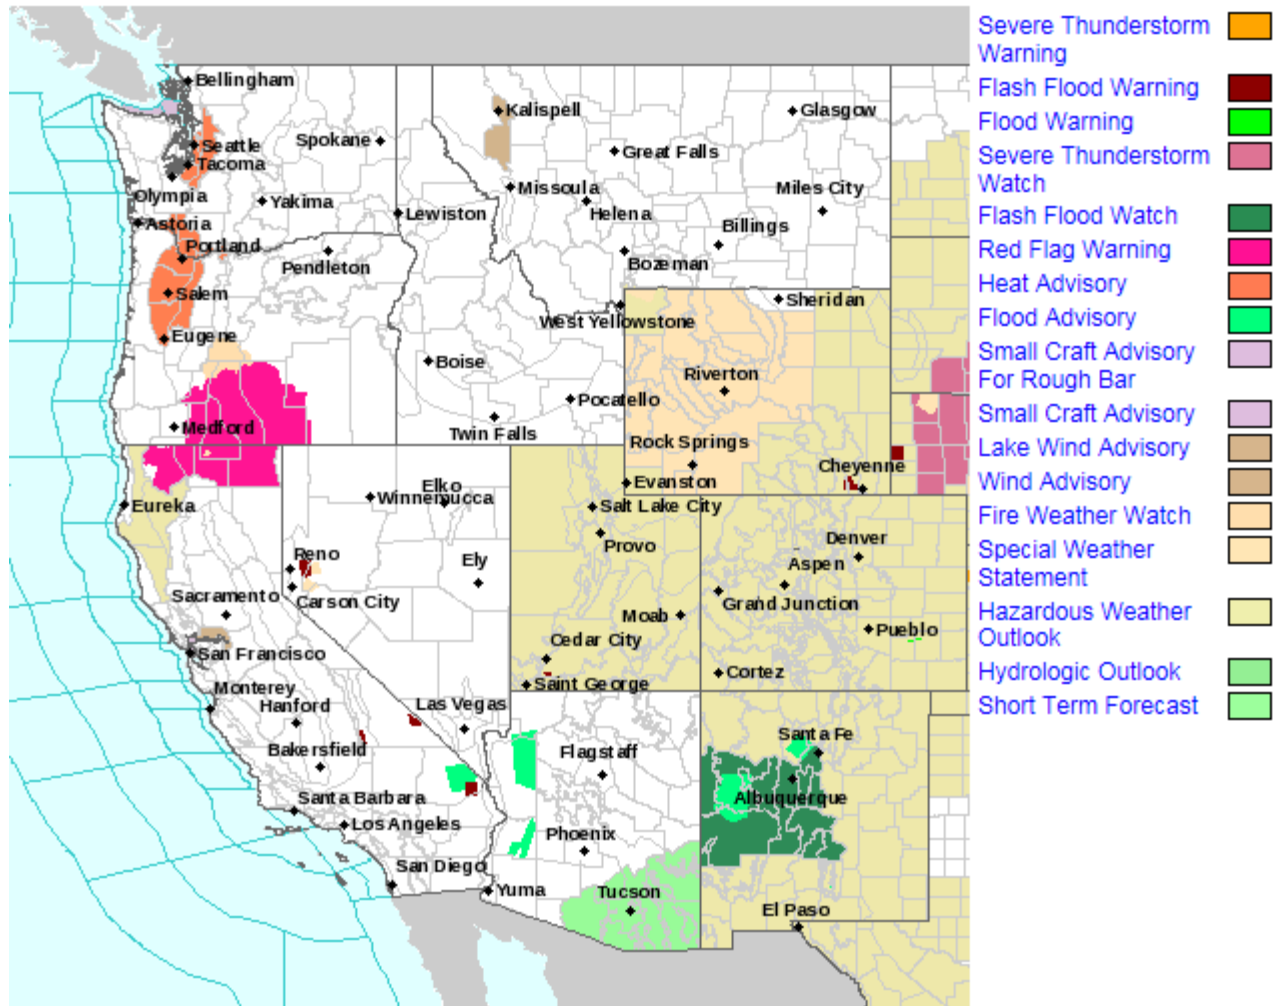 Bellingham
Kalispell
Glasgow
Seattle
Spokane
Great Falls
Tacoma
Olympia
Missoula
Miles City
Yakima
Lewiston
Helena
Astoria
Billings
Portland
Bozeman
Pendleton
Salem
Sheridan
West Yellowstone
Eugene
Boise
Riverton
Pocatello
Medford
Twin Falls
Rock Springs
Cheyenne
Elko
Evanston
Winnemucca
Eureka
Salt Lake City
Provo
Denver
Reno
Ely
Aspen
Sacramento
Carson City
Grand Junction
Moab
Pueblo
Cedar City
San Francisco
Cortez
Saint George
Monterey
Hanford
Las Vegas
Santa Fe
Bakersfield
Flagstaff
Santa Barbara
Albuquerque
Los Angeles
Phoenix
San Diego
Yuma
Tucson
El Paso
Severe Thunderstorm
Warning
Flash Flood Warning
Flood Warning
Severe Thunderstorm
Watch
Flash Flood Watch
Red Flag Warning
Heat Advisory
Flood Advisory
Small Craft Advisory
For Rough Bar
Small Craft Advisory
Lake Wind Advisory
Wind Advisory
Fire Weather Watch
Special Weather
Statement
Hazardous Weather
Outlook
Hydrologic Outlook
Short Term Forecast